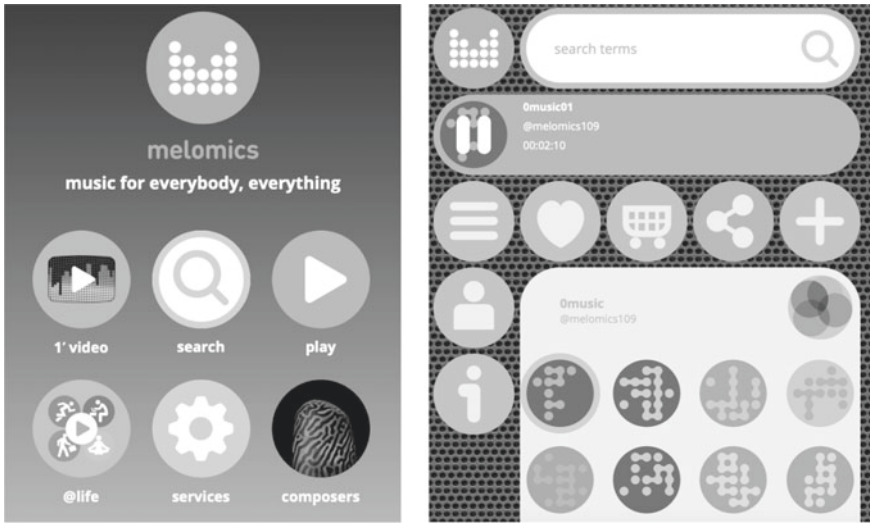 melomics
music for everybody, everything
1' video
search
play
@life
services
composers
search terms
0music01
@melomics109
00:02:10
0music
@melomics109